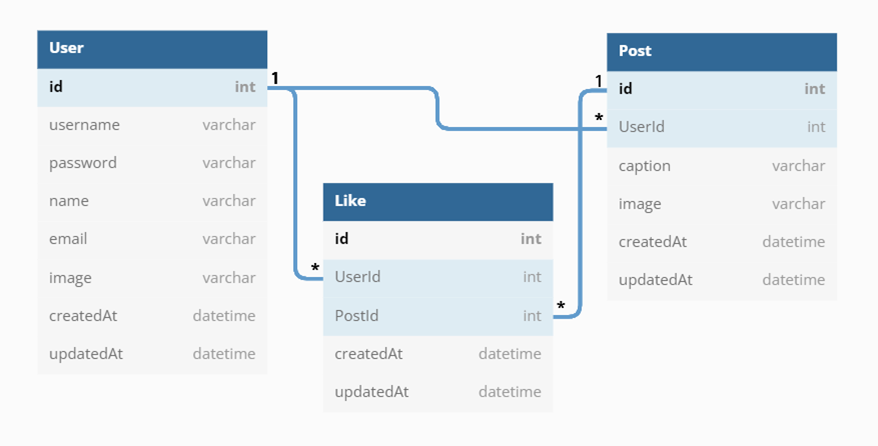 User
id int
username varchar
password varchar
name varchar
email varchar
image varchar
createdAt datetime
updatedAt datetime
1
*
Like
id int
UserId int
PostId int
createdAt datetime
updatedAt datetime
*
1
*
Post
id int
UserId int
caption varchar
image varchar
createdAt datetime
updatedAt datetime